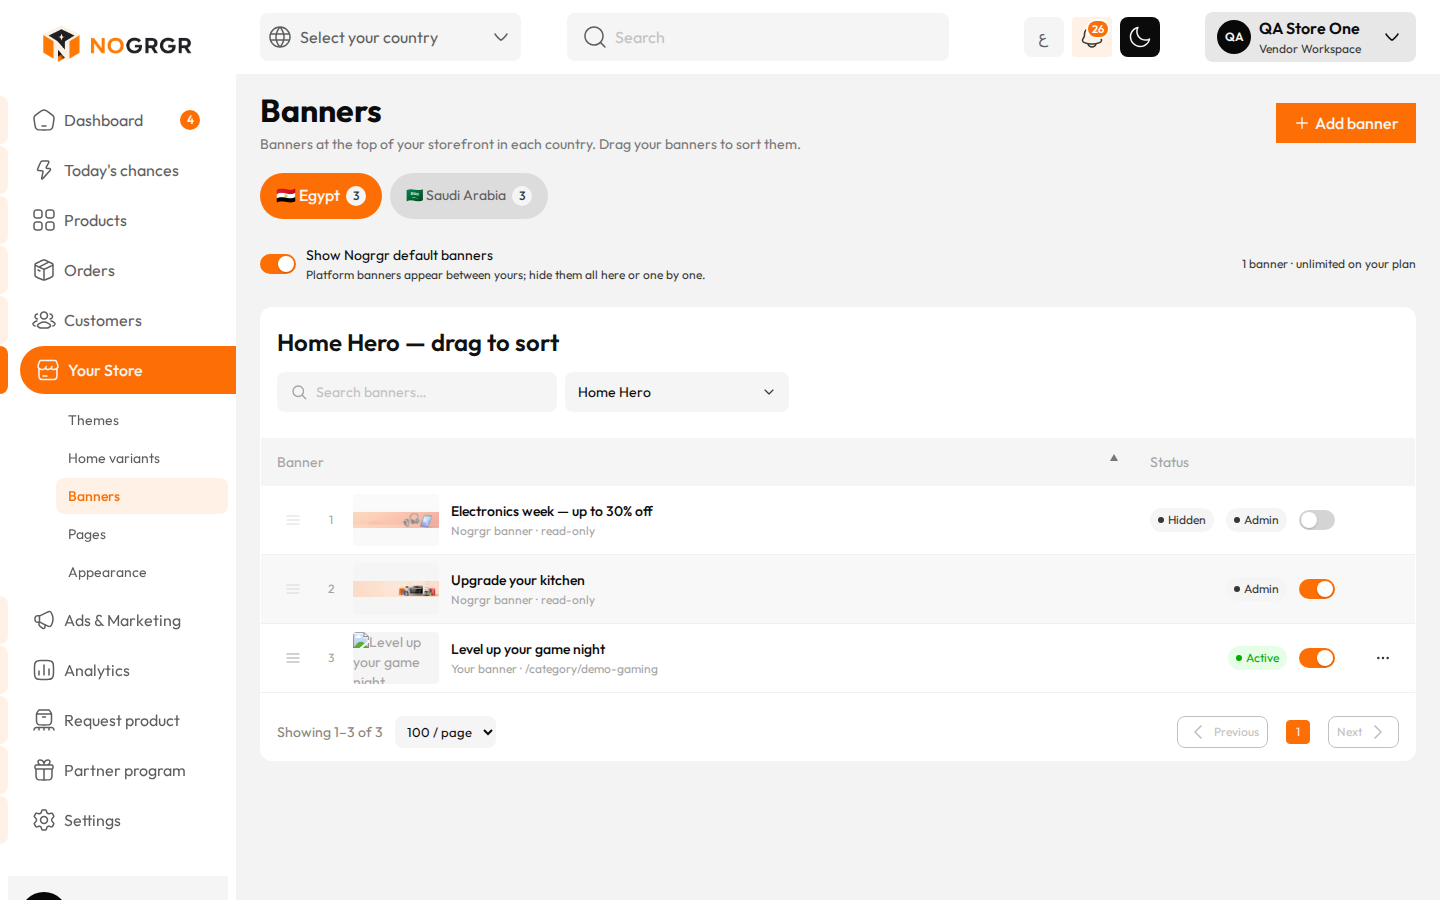 NOGRGR
Select your country
Search
ع
26
QA
QA Store One
Vendor Workspace
Dashboard
4
Today's chances
Products
Orders
Customers
Your Store
Themes
Home variants
Banners
Pages
Appearance
Ads & Marketing
Analytics
Request product
Partner program
Settings
Banners
Banners at the top of your storefront in each country. Drag your banners to sort them.
+ Add banner
Egypt 3
Saudi Arabia 3
Show Nogrgr default banners
Platform banners appear between yours; hide them all here or one by one.
1 banner · unlimited on your plan
Home Hero — drag to sort
Search banners...
Home Hero
Banner
Status
1
Electronics week — up to 30% off
Nogrgr banner · read-only
Hidden
Admin
2
Upgrade your kitchen
Nogrgr banner · read-only
Admin
3
Level up
your game
night
Level up your game night
Your banner · /category/demo-gaming
Active
Showing 1–3 of 3
100 / page
Previous
1
Next